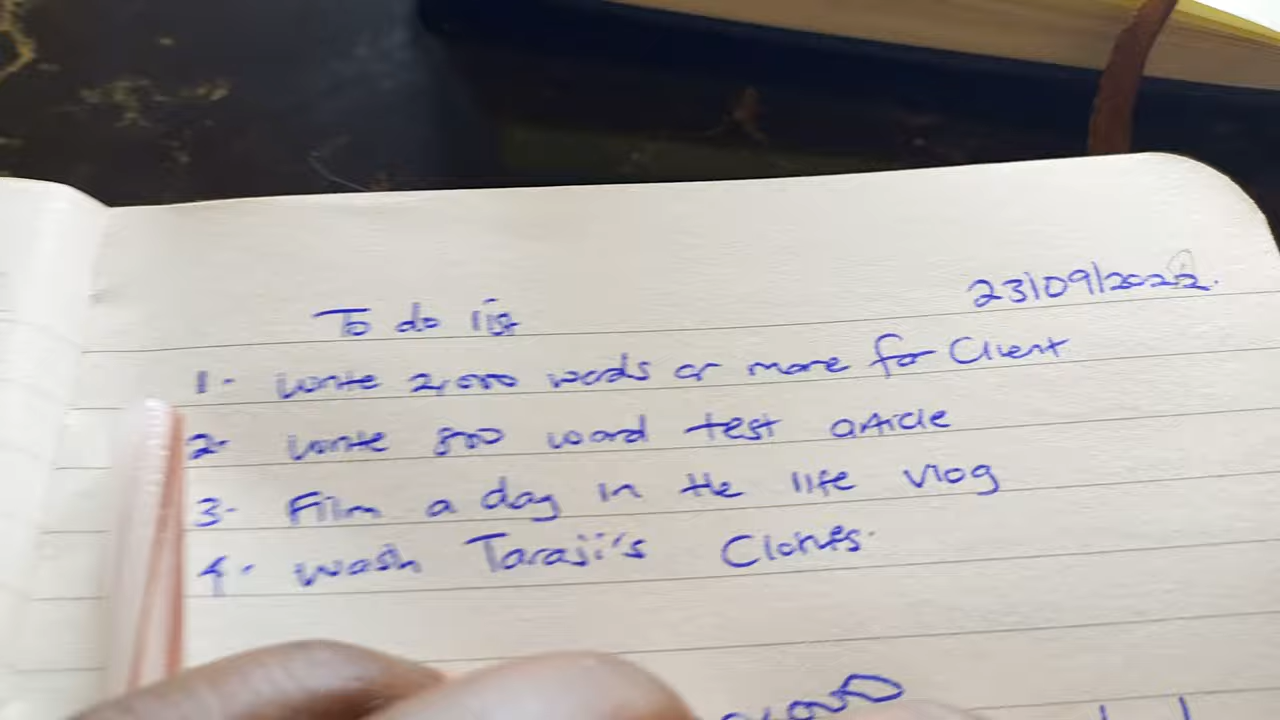 23/09/2022.
To do list
1- write 2,000 words or more for Client
2- write 800 word test article
3- Film a day in the life vlog
4- wash Taraji's Clothes.